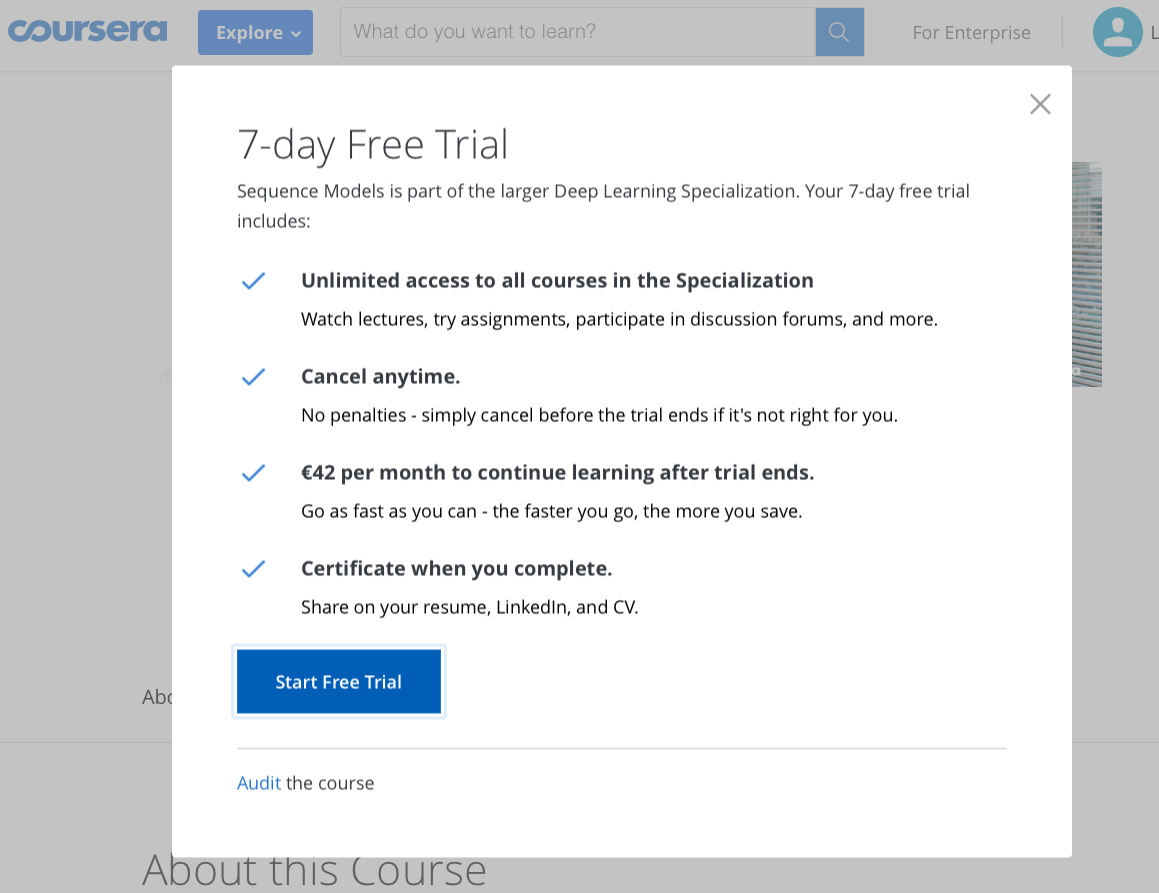 coursera
Explore
What do you want to learn?
For Enterprise
L
7-day Free Trial
Sequence Models is part of the larger Deep Learning Specialization. Your 7-day free trial
includes:
Unlimited access to all courses in the Specialization
Watch lectures, try assignments, participate in discussion forums, and more.
Cancel anytime.
No penalties - simply cancel before the trial ends if it's not right for you.
€42 per month to continue learning after trial ends.
Go as fast as you can - the faster you go, the more you save.
Certificate when you complete.
Share on your resume, LinkedIn, and CV.
Start Free Trial
Abo
Audit the course
About this Course